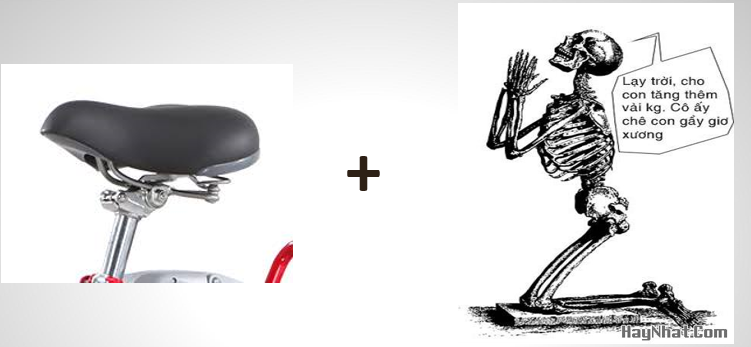 Lạy trời, cho
con tăng thêm
vài kg. Cô ấy
chê con gầy giơ
xương
HayNhat.Com